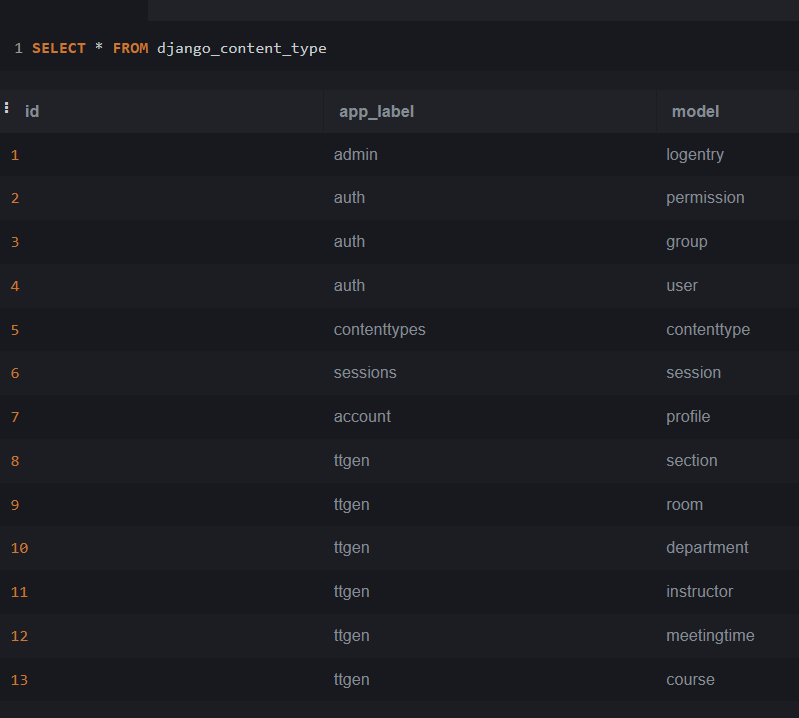 1 SELECT * FROM django_content_type
id app_label model
1 admin logentry
2 auth permission
3 auth group
4 auth user
5 contenttypes contenttype
6 sessions session
7 account profile
8 ttgen section
9 ttgen room
10 ttgen department
11 ttgen instructor
12 ttgen meetingtime
13 ttgen course